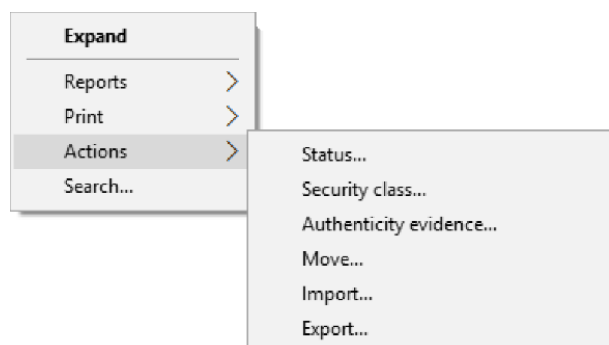 Expand
Reports
Print
Actions
Search...
Status...
Security class...
Authenticity evidence...
Move...
Import...
Export...